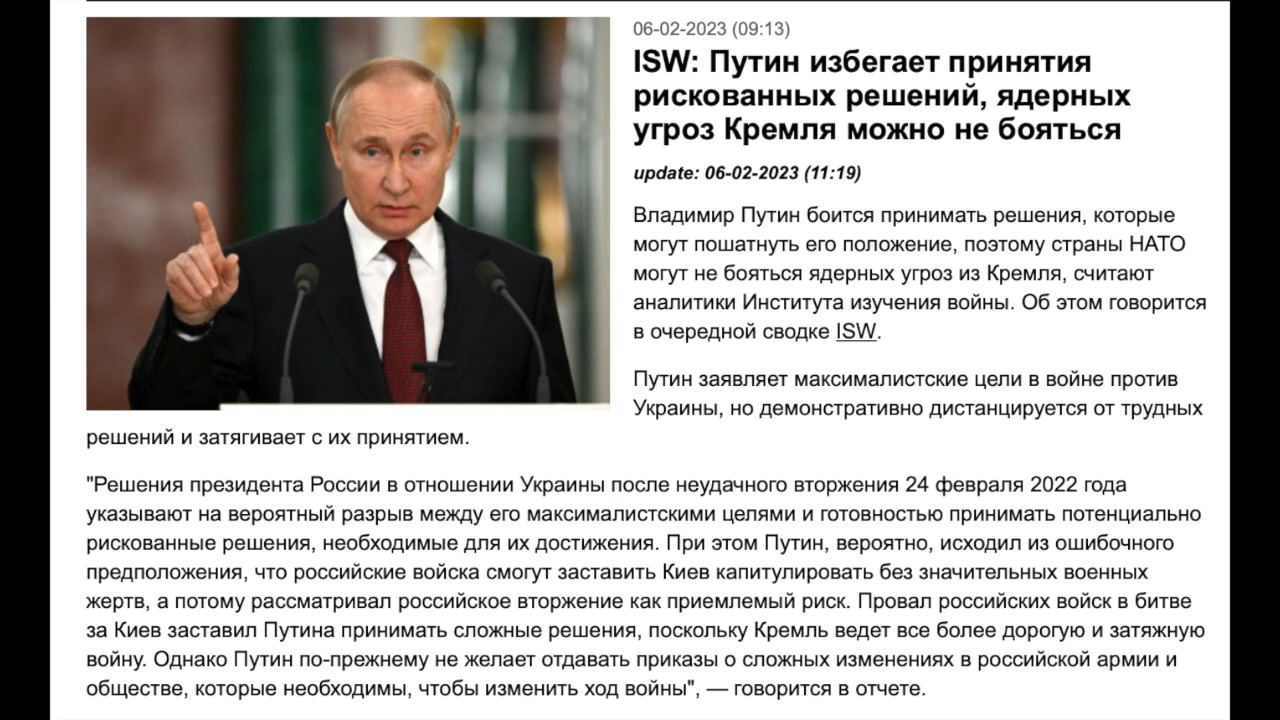 06-02-2023 (09:13)
ISW: Путин избегает принятия
рискованных решений, ядерных
угроз Кремля можно не бояться
update: 06-02-2023 (11:19)
Владимир Путин боится принимать решения, которые
могут пошатнуть его положение, поэтому страны НАТО
могут не бояться ядерных угроз из Кремля, считают
аналитики Института изучения войны. Об этом говорится
в очередной сводке ISW.
Путин заявляет максималистские цели в войне против
Украины, но демонстративно дистанцируется от трудных
решений и затягивает с их принятием.
"Решения президента России в отношении Украины после неудачного вторжения 24 февраля 2022 года
указывают на вероятный разрыв между его максималистскими целями и готовностью принимать потенциально
рискованные решения, необходимые для их достижения. При этом Путин, вероятно, исходил из ошибочного
предположения, что российские войска смогут заставить Киев капитулировать без значительных военных
жертв, а потому рассматривал российское вторжение как приемлемый риск. Провал российских войск в битве
за Киев заставил Путина принимать сложные решения, поскольку Кремль ведет все более дорогую и затяжную
войну. Однако Путин по-прежнему не желает отдавать приказы о сложных изменениях в российской армии и
обществе, которые необходимы, чтобы изменить ход войны", — говорится в отчете.